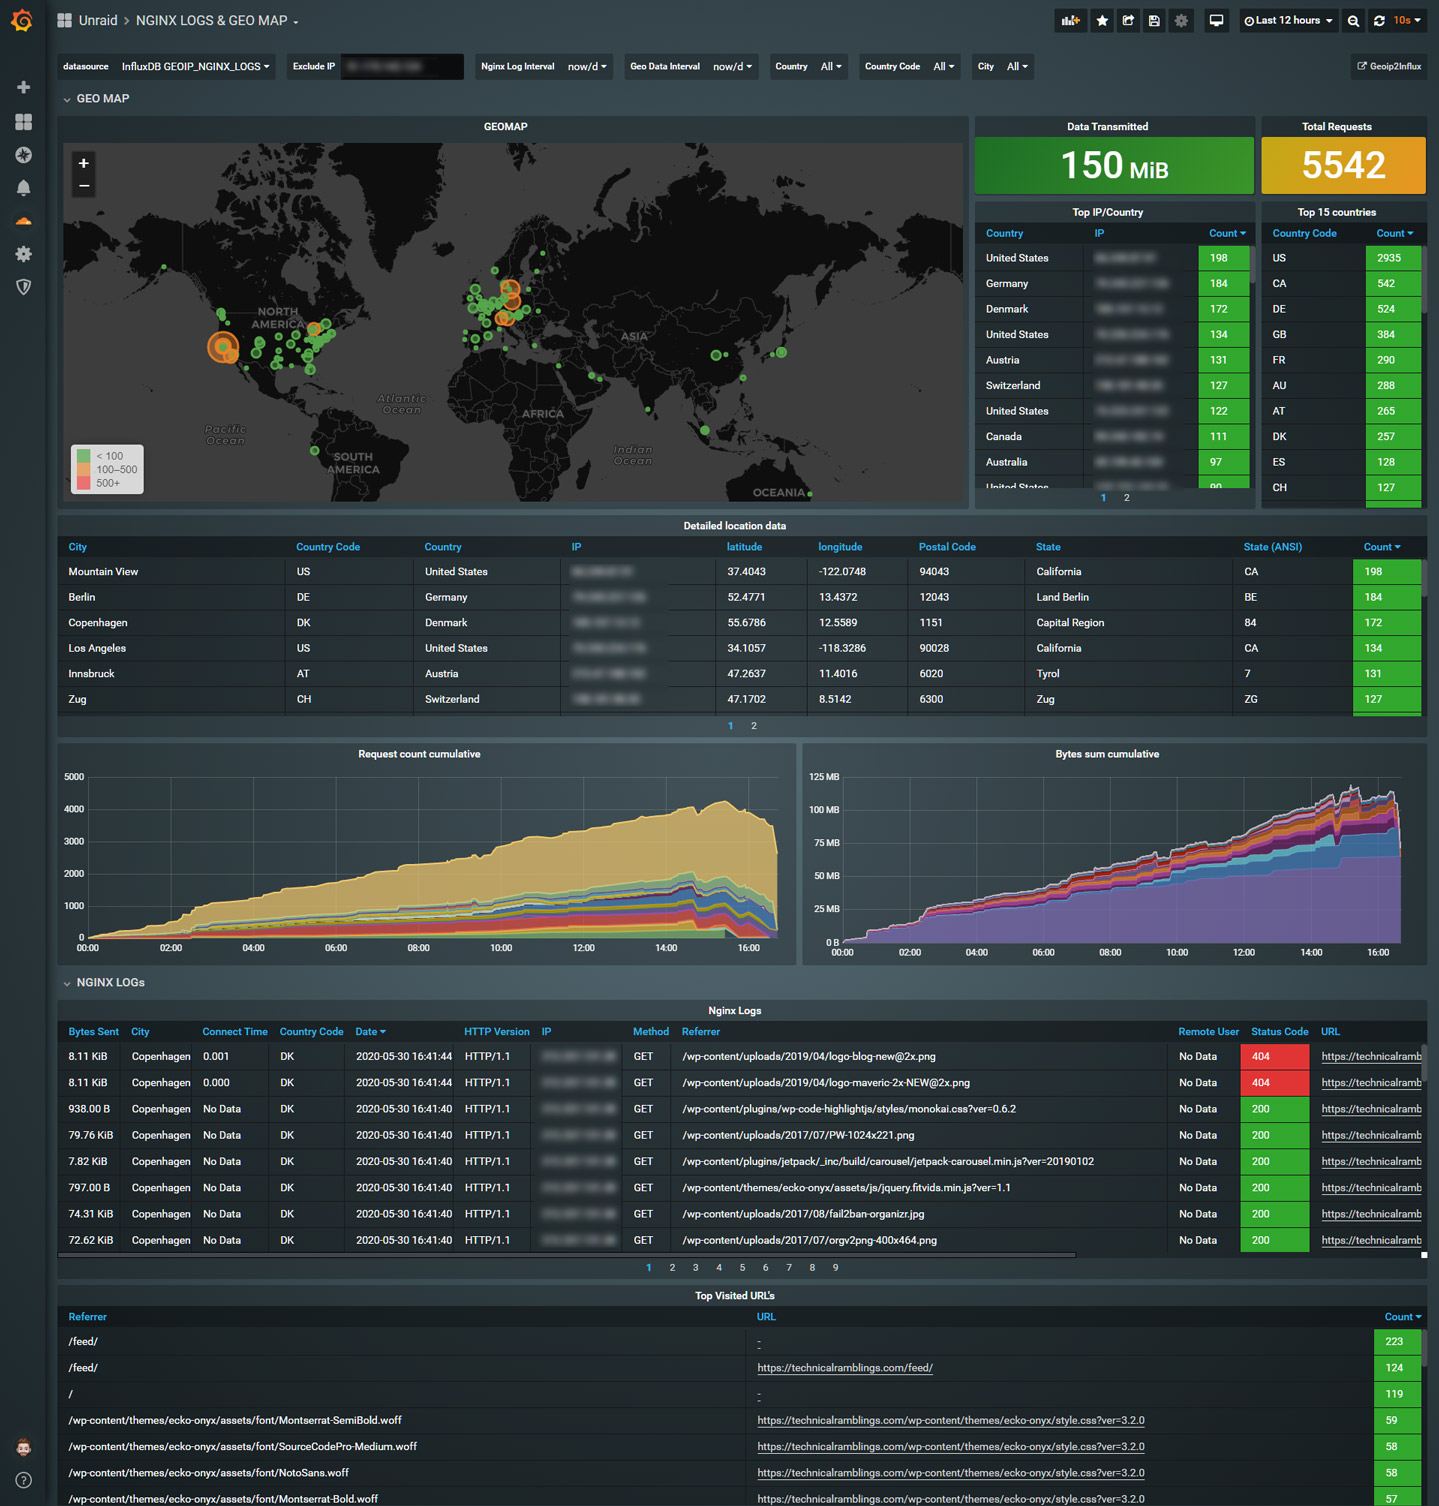 Unraid > NGINX LOGS & GEO MAP
Last 12 hours
10s
datasource InfluxDB GEOIP_NGINX_LOGS Exclude IP Nginx Log Interval now/d Geo Data Interval now/d Country All Country Code All City All Geoip2Influx
GEO MAP
GEOMAP
+
−
NORTH AMERICA
ASIA
Atlantic Ocean
AFRICA
Pacific Ocean
Indian Ocean
SOUTH AMERICA
OCEANIA
< 100
100–500
500+
Data Transmitted
150 MiB
Total Requests
5542
Top IP/Country
Country IP Count
United States 198
Germany 184
Denmark 172
United States 134
Austria 131
Switzerland 127
United States 122
Canada 111
Australia 97
United States 90
1 2
Top 15 countries
Country Code Count
US 2935
CA 542
DE 524
GB 384
FR 290
AU 288
AT 265
DK 257
ES 128
CH 127
Detailed location data
City Country Code Country IP latitude longitude Postal Code State State (ANSI) Count
Mountain View US United States 37.4043 -122.0748 94043 California CA 198
Berlin DE Germany 52.4771 13.4372 12043 Land Berlin BE 184
Copenhagen DK Denmark 55.6786 12.5589 1151 Capital Region 84 172
Los Angeles US United States 34.1057 -118.3286 90028 California CA 134
Innsbruck AT Austria 47.2637 11.4016 6020 Tyrol 7 131
Zug CH Switzerland 47.1702 8.5142 6300 Zug ZG 127
1 2
Request count cumulative
5000
4000
3000
2000
1000
0
00:00 02:00 04:00 06:00 08:00 10:00 12:00 14:00 16:00
Bytes sum cumulative
125 MB
100 MB
75 MB
50 MB
25 MB
0 B
00:00 02:00 04:00 06:00 08:00 10:00 12:00 14:00 16:00
NGINX LOGs
Nginx Logs
Bytes Sent City Connect Time Country Code Date HTTP Version IP Method Referrer Remote User Status Code URL
8.11 KiB Copenhagen 0.001 DK 2020-05-30 16:41:44 HTTP/1.1 GET /wp-content/uploads/2019/04/logo-blog-new@2x.png No Data 404 https://technicalramb
8.11 KiB Copenhagen 0.000 DK 2020-05-30 16:41:44 HTTP/1.1 GET /wp-content/uploads/2019/04/logo-maveric-2x-NEW@2x.png No Data 404 https://technicalramb
938.00 B Copenhagen No Data DK 2020-05-30 16:41:40 HTTP/1.1 GET /wp-content/plugins/wp-code-highlightjs/styles/monokai.css?ver=0.6.2 No Data 200 https://technicalramb
79.76 KiB Copenhagen No Data DK 2020-05-30 16:41:40 HTTP/1.1 GET /wp-content/uploads/2017/07/PW-1024x221.png No Data 200 https://technicalramb
7.82 KiB Copenhagen No Data DK 2020-05-30 16:41:40 HTTP/1.1 GET /wp-content/plugins/jetpack/_inc/build/carousel/jetpack-carousel.min.js?ver=20190102 No Data 200 https://technicalramb
797.00 B Copenhagen No Data DK 2020-05-30 16:41:40 HTTP/1.1 GET /wp-content/themes/ecko-onyx/assets/js/jquery.fitvids.min.js?ver=1.1 No Data 200 https://technicalramb
74.31 KiB Copenhagen No Data DK 2020-05-30 16:41:40 HTTP/1.1 GET /wp-content/uploads/2017/08/fail2ban-organizr.jpg No Data 200 https://technicalramb
72.62 KiB Copenhagen No Data DK 2020-05-30 16:41:40 HTTP/1.1 GET /wp-content/uploads/2017/07/orgv2png-400x464.png No Data 200 https://technicalramb
1 2 3 4 5 6 7 8 9
Top Visited URL's
Referrer URL Count
/feed/ - 223
/feed/ https://technicalramblings.com/feed/ 124
/ - 119
/wp-content/themes/ecko-onyx/assets/font/Montserrat-SemiBold.woff https://technicalramblings.com/wp-content/themes/ecko-onyx/style.css?ver=3.2.0 59
/wp-content/themes/ecko-onyx/assets/font/SourceCodePro-Medium.woff https://technicalramblings.com/wp-content/themes/ecko-onyx/style.css?ver=3.2.0 58
/wp-content/themes/ecko-onyx/assets/font/NotoSans.woff https://technicalramblings.com/wp-content/themes/ecko-onyx/style.css?ver=3.2.0 58
/wp-content/themes/ecko-onyx/assets/font/Montserrat-Bold.woff https://technicalramblings.com/wp-content/themes/ecko-onyx/style.css?ver=3.2.0 57